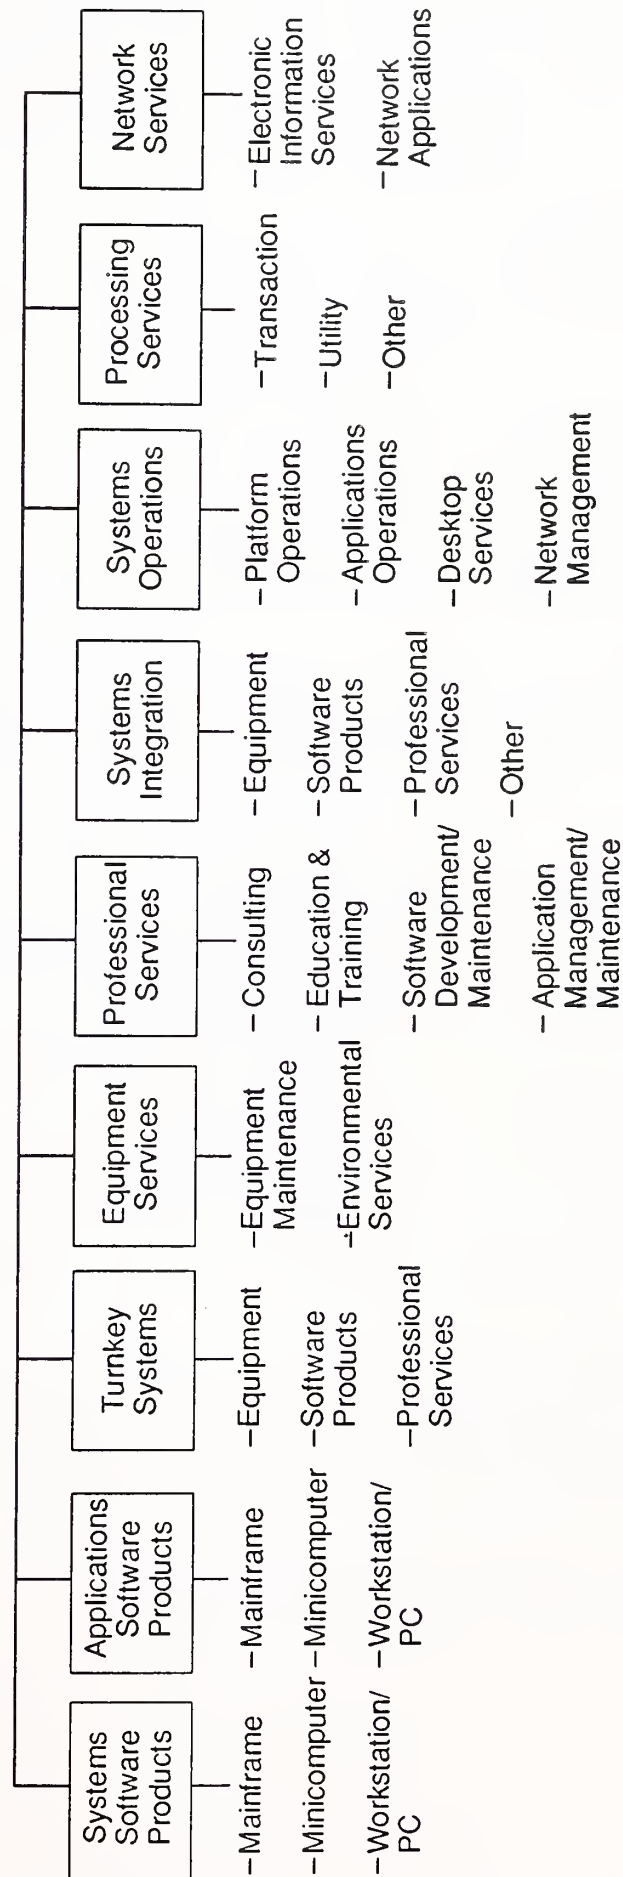 Systems
Software
Products
–Mainframe
–Minicomputer
–Workstation/
PC
Applications
Software
Products
–Mainframe
–Minicomputer
–Workstation/
PC
Turnkey
Systems
–Equipment
–Software
Products
–Professional
Services
Equipment
Services
–Equipment
Maintenance
–Environmental
Services
Professional
Services
–Consulting
–Education &
Training
–Software
Development/
Maintenance
–Application
Management/
Maintenance
Systems
Integration
–Equipment
–Software
Products
–Professional
Services
–Other
Systems
Operations
–Platform
Operations
–Applications
Operations
–Desktop
Services
–Network
Management
Processing
Services
–Transaction
–Utility
–Other
Network
Services
–Electronic
Information
Services
–Network
Applications